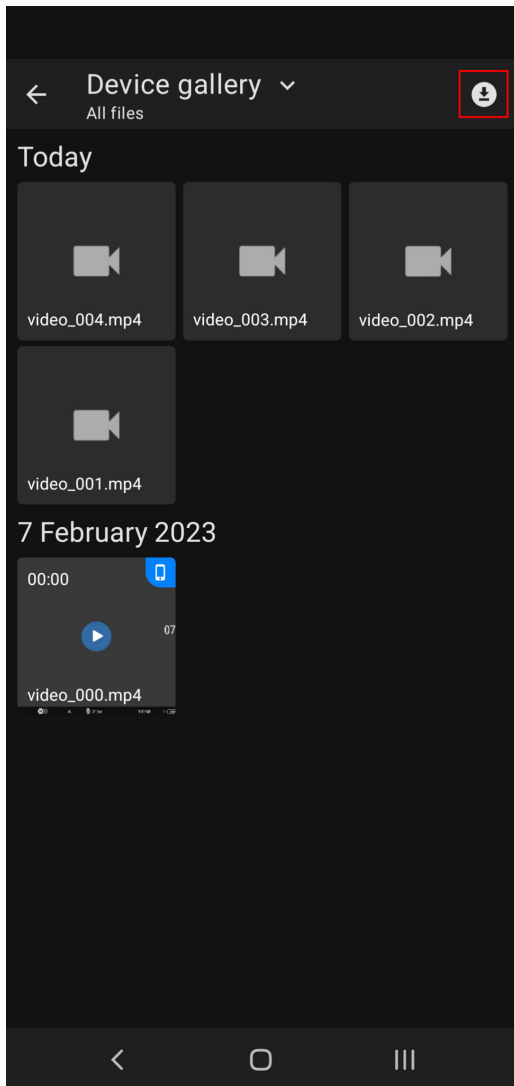 Device gallery
All files
Today
video_004.mp4
video_003.mp4
video_002.mp4
video_001.mp4
7 February 2023
00:00
07
video_000.mp4